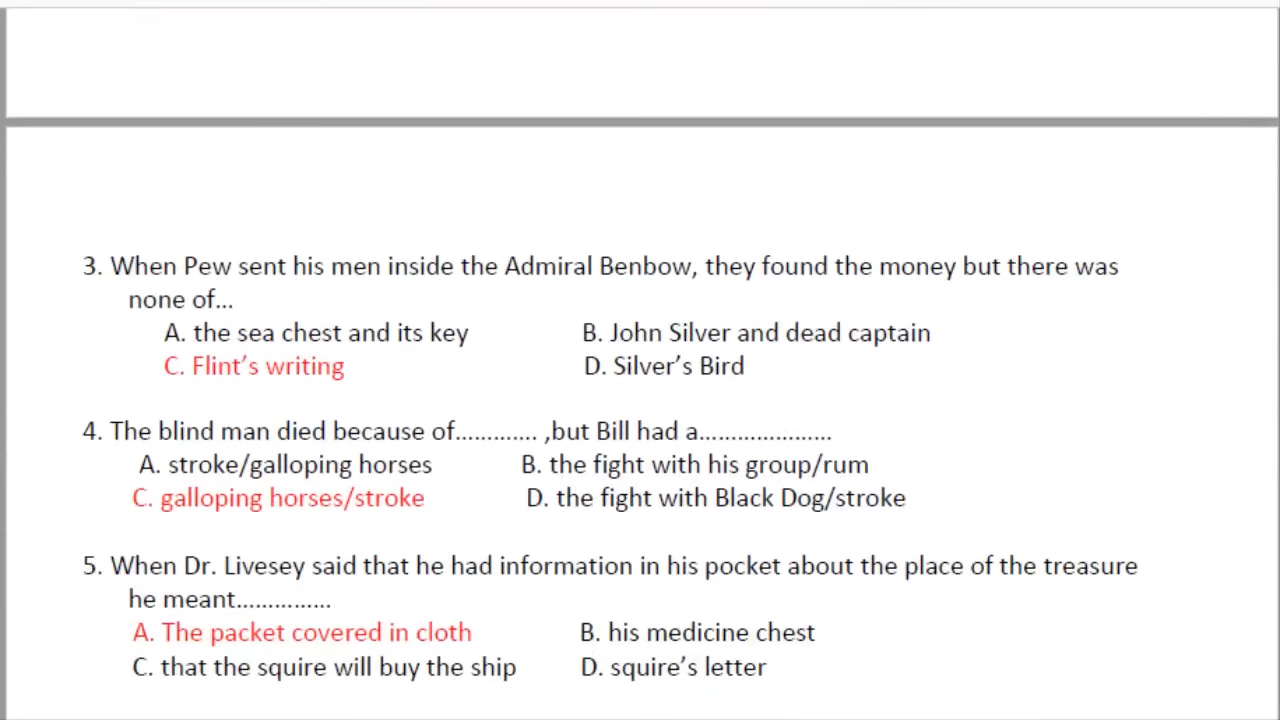 3. When Pew sent his men inside the Admiral Benbow, they found the money but there was
none of...
A. the sea chest and its key B. John Silver and dead captain
C. Flint’s writing D. Silver’s Bird
4. The blind man died because of............. ,but Bill had a.....................
A. stroke/galloping horses B. the fight with his group/rum
C. galloping horses/stroke D. the fight with Black Dog/stroke
5. When Dr. Livesey said that he had information in his pocket about the place of the treasure
he meant...............
A. The packet covered in cloth B. his medicine chest
C. that the squire will buy the ship D. squire’s letter